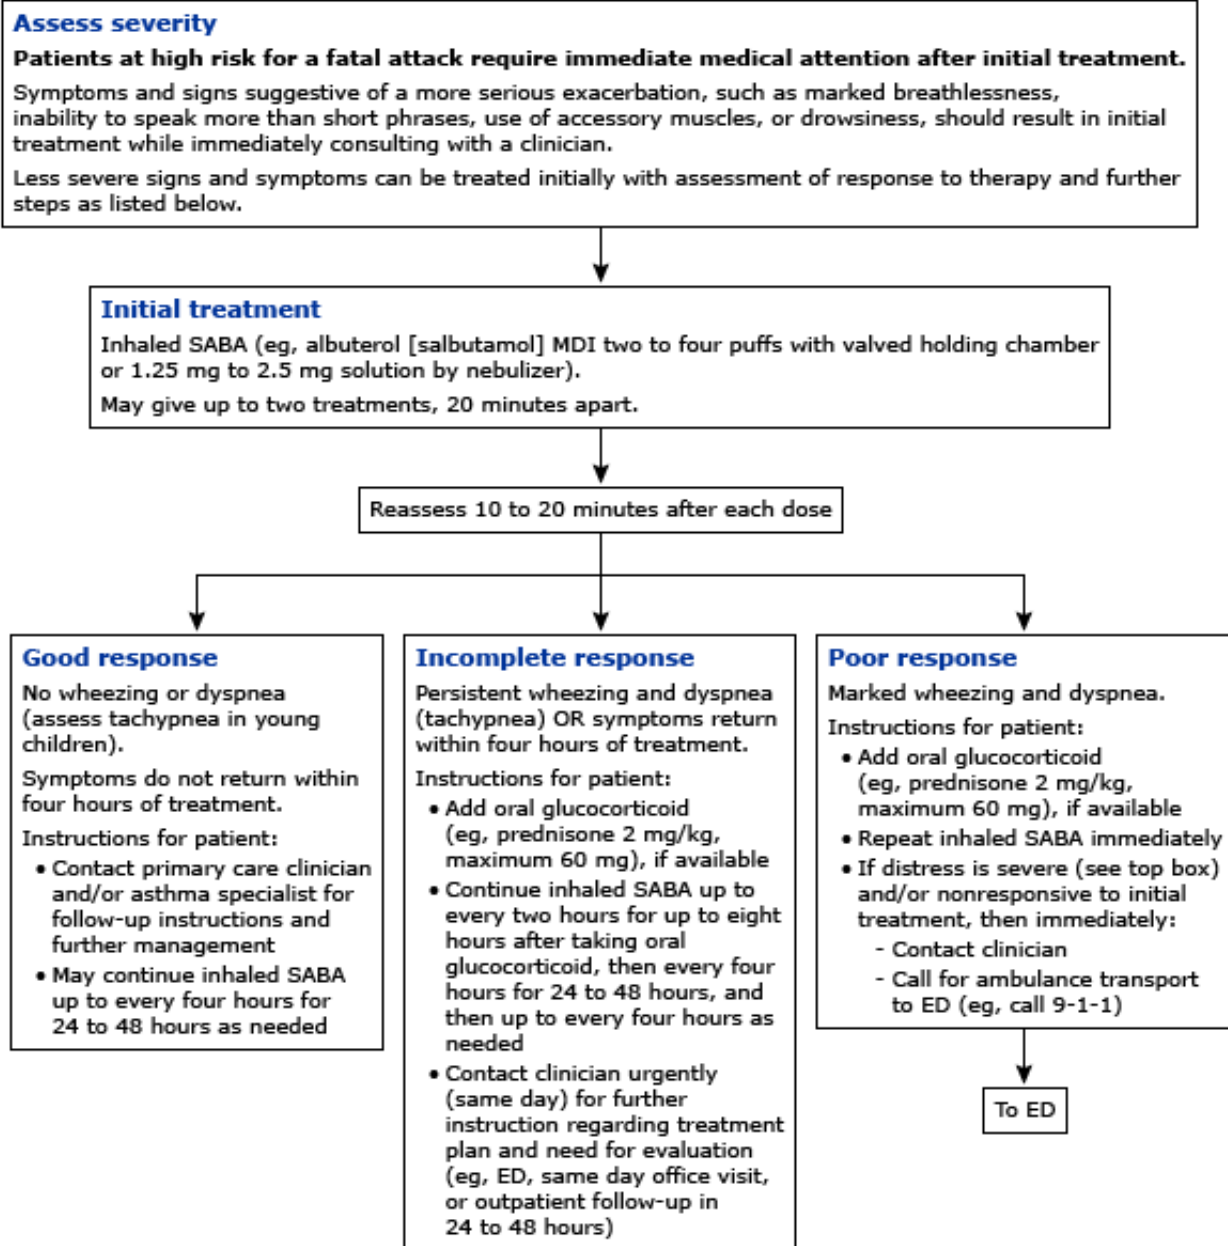 Assess severity
Patients at high risk for a fatal attack require immediate medical attention after initial treatment.
Symptoms and signs suggestive of a more serious exacerbation, such as marked breathlessness,
inability to speak more than short phrases, use of accessory muscles, or drowsiness, should result in initial
treatment while immediately consulting with a clinician.
Less severe signs and symptoms can be treated initially with assessment of response to therapy and further
steps as listed below.
Initial treatment
Inhaled SABA (eg, albuterol [salbutamol] MDI two to four puffs with valved holding chamber
or 1.25 mg to 2.5 mg solution by nebulizer).
May give up to two treatments, 20 minutes apart.
Reassess 10 to 20 minutes after each dose
Good response
No wheezing or dyspnea
(assess tachypnea in young
children).
Symptoms do not return within
four hours of treatment.
Instructions for patient:
• Contact primary care clinician
and/or asthma specialist for
follow-up instructions and
further management
• May continue inhaled SABA
up to every four hours for
24 to 48 hours as needed
Incomplete response
Persistent wheezing and dyspnea
(tachypnea) OR symptoms return
within four hours of treatment.
Instructions for patient:
• Add oral glucocorticoid
(eg, prednisone 2 mg/kg,
maximum 60 mg), if available
• Continue inhaled SABA up to
every two hours for up to eight
hours after taking oral
glucocorticoid, then every four
hours for 24 to 48 hours, and
then up to every four hours as
needed
• Contact clinician urgently
(same day) for further
instruction regarding treatment
plan and need for evaluation
(eg, ED, same day office visit,
or outpatient follow-up in
24 to 48 hours)
Poor response
Marked wheezing and dyspnea.
Instructions for patient:
• Add oral glucocorticoid
(eg, prednisone 2 mg/kg,
maximum 60 mg), if available
• Repeat inhaled SABA immediately
• If distress is severe (see top box)
and/or nonresponsive to initial
treatment, then immediately:
- Contact clinician
- Call for ambulance transport
to ED (eg, call 9-1-1)
To ED